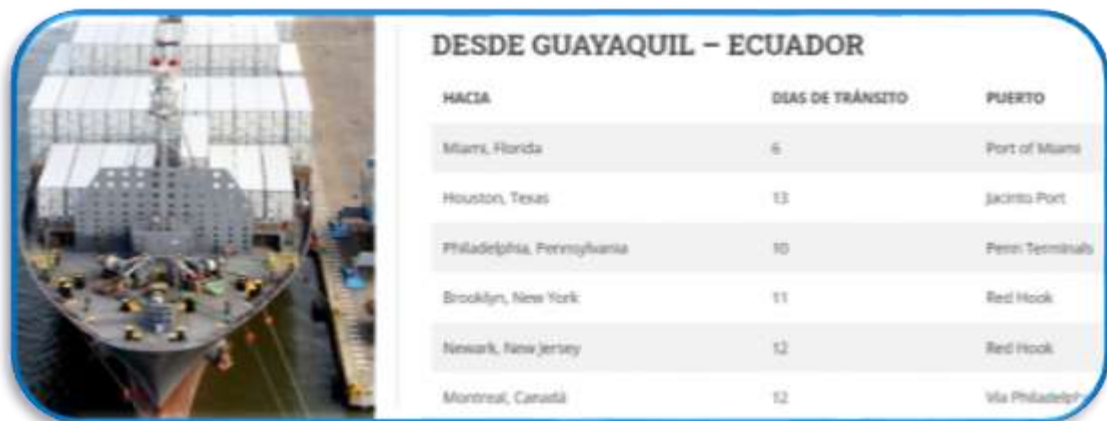 DESDE GUAYAQUIL – ECUADOR
HACIA DIAS DE TRÁNSITO PUERTO
Miami, Florida 6 Port of Miami
Houston, Texas 13 Jacinto Port
Philadelphia, Pennsylvania 10 Penn Terminals
Brooklyn, New York 11 Red Hook
Newark, New Jersey 12 Red Hook
Montreal, Canadá 12 Vía